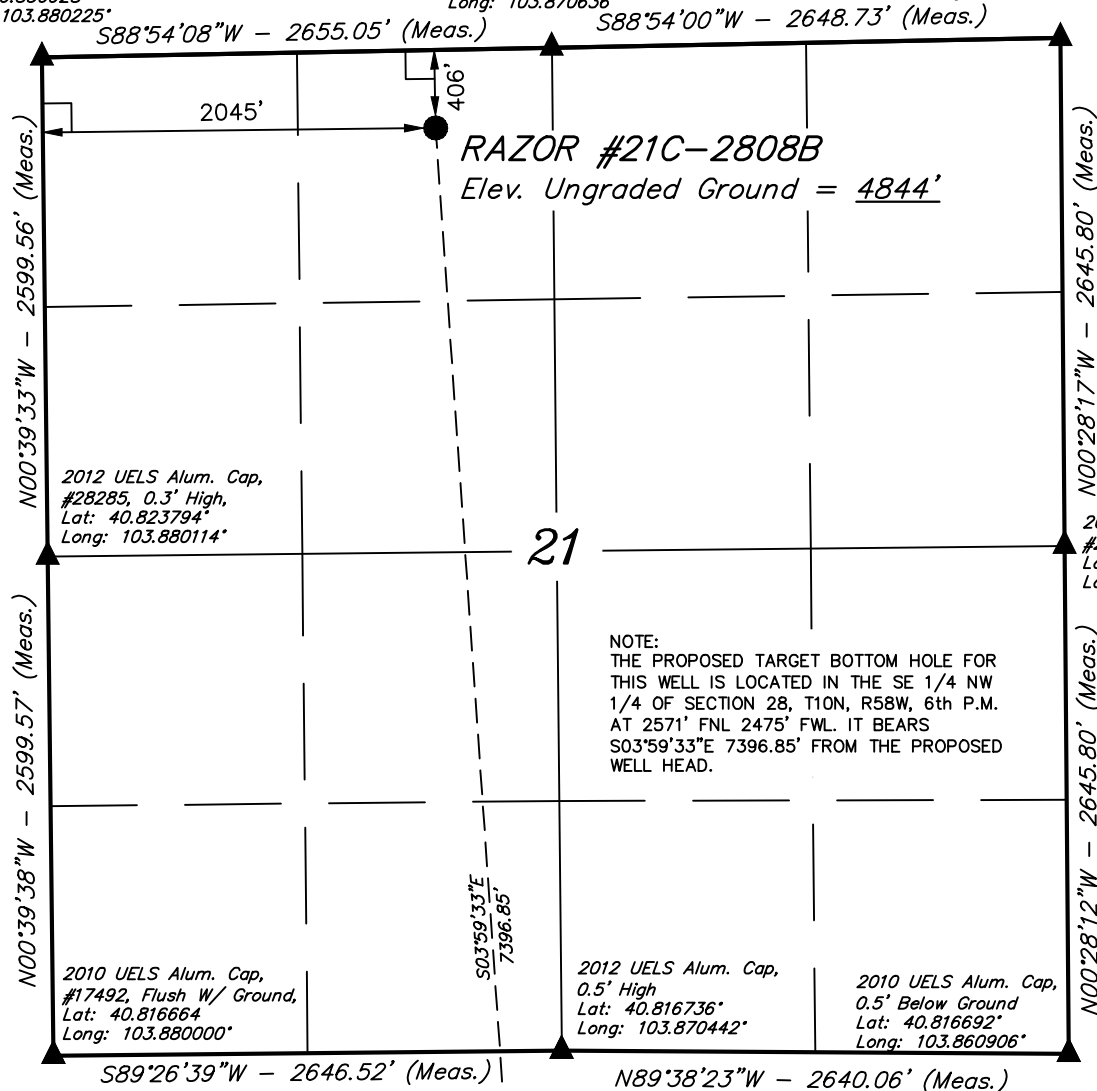 103.880225°
Long: 103.870636°
S88°54'08"W - 2655.05' (Meas.)
S88°54'00"W - 2648.73' (Meas.)
2045'
406'
RAZOR #21C-2808B
Elev. Ungraded Ground = 4844'
N00°39'33"W - 2599.56' (Meas.)
N00°28'17"W - 2645.80' (Meas.)
2012 UELS Alum. Cap,
#28285, 0.3' High,
Lat: 40.823794°
Long: 103.880114°
21
NOTE:
THE PROPOSED TARGET BOTTOM HOLE FOR
THIS WELL IS LOCATED IN THE SE 1/4 NW
1/4 OF SECTION 28, T10N, R58W, 6th P.M.
AT 2571' FNL 2475' FWL. IT BEARS
S03°59'33"E 7396.85' FROM THE PROPOSED
WELL HEAD.
N00°39'38"W - 2599.57' (Meas.)
N00°28'12"W - 2645.80' (Meas.)
S03°59'33"E
7396.85'
2010 UELS Alum. Cap,
#17492, Flush W/ Ground,
Lat: 40.816664
Long: 103.880000°
2012 UELS Alum. Cap,
0.5' High
Lat: 40.816736°
Long: 103.870442°
2010 UELS Alum. Cap,
0.5' Below Ground
Lat: 40.816692°
Long: 103.860906°
S89°26'39"W - 2646.52' (Meas.)
N89°38'23"W - 2640.06' (Meas.)